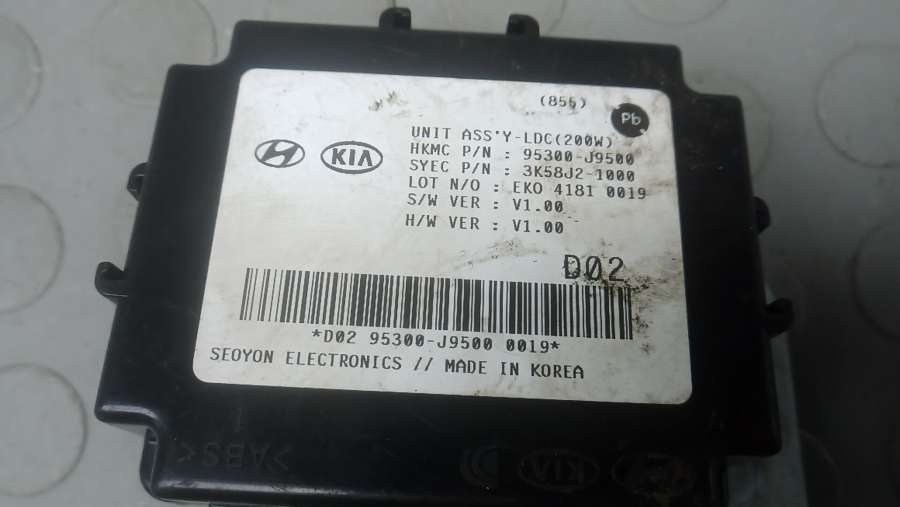 (856)
Pb
UNIT ASS'Y-LDC(200W)
HKMC P/N : 95300-J9500
SYEC P/N : 3K58J2-1000
LOT N/O : EKO 4181 0019
S/W VER : V1.00
H/W VER : V1.00
KIA
D02
*D02 95300-J9500 0019*
SEOYON ELECTRONICS // MADE IN KOREA
>ABS<
KIA